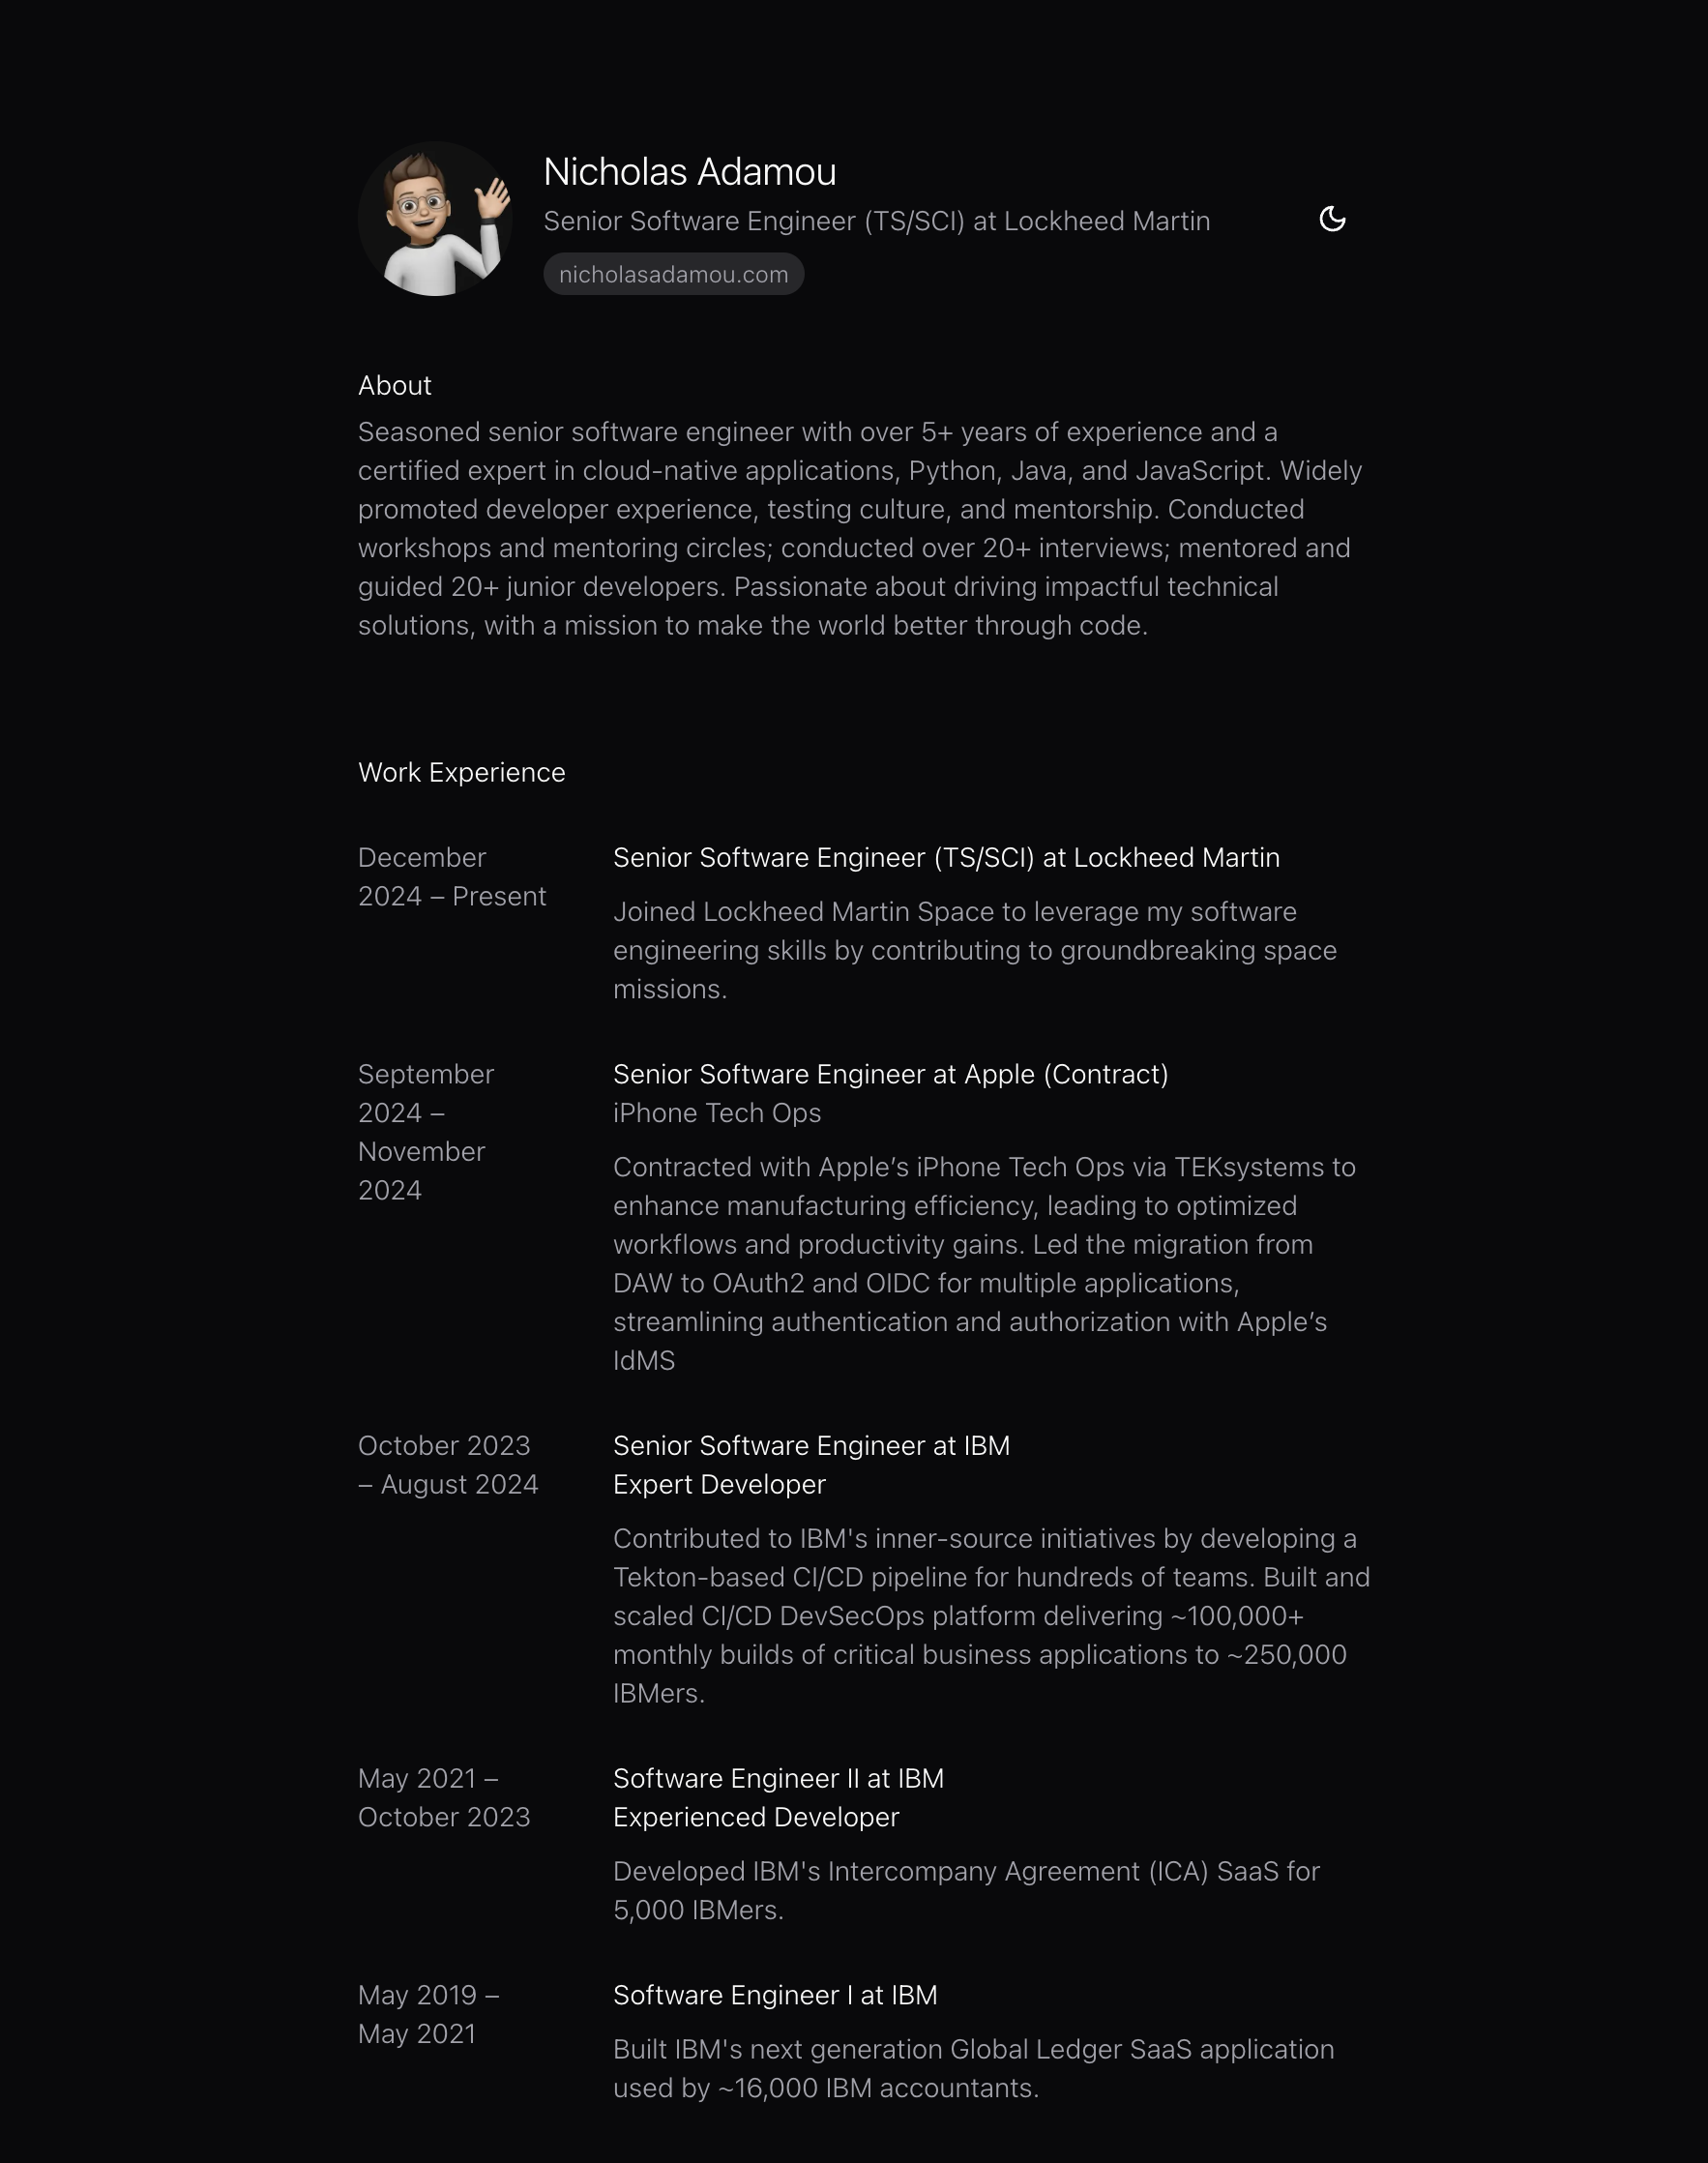 Nicholas Adamou
Senior Software Engineer (TS/SCI) at Lockheed Martin
nicholasadamou.com
About
Seasoned senior software engineer with over 5+ years of experience and a
certified expert in cloud-native applications, Python, Java, and JavaScript. Widely
promoted developer experience, testing culture, and mentorship. Conducted
workshops and mentoring circles; conducted over 20+ interviews; mentored and
guided 20+ junior developers. Passionate about driving impactful technical
solutions, with a mission to make the world better through code.
Work Experience
December
2024 – Present
Senior Software Engineer (TS/SCI) at Lockheed Martin
Joined Lockheed Martin Space to leverage my software
engineering skills by contributing to groundbreaking space
missions.
September
2024 –
November
2024
Senior Software Engineer at Apple (Contract)
iPhone Tech Ops
Contracted with Apple’s iPhone Tech Ops via TEKsystems to
enhance manufacturing efficiency, leading to optimized
workflows and productivity gains. Led the migration from
DAW to OAuth2 and OIDC for multiple applications,
streamlining authentication and authorization with Apple’s
IdMS
October 2023
– August 2024
Senior Software Engineer at IBM
Expert Developer
Contributed to IBM's inner-source initiatives by developing a
Tekton-based CI/CD pipeline for hundreds of teams. Built and
scaled CI/CD DevSecOps platform delivering ~100,000+
monthly builds of critical business applications to ~250,000
IBMers.
May 2021 –
October 2023
Software Engineer II at IBM
Experienced Developer
Developed IBM's Intercompany Agreement (ICA) SaaS for
5,000 IBMers.
May 2019 –
May 2021
Software Engineer I at IBM
Built IBM's next generation Global Ledger SaaS application
used by ~16,000 IBM accountants.